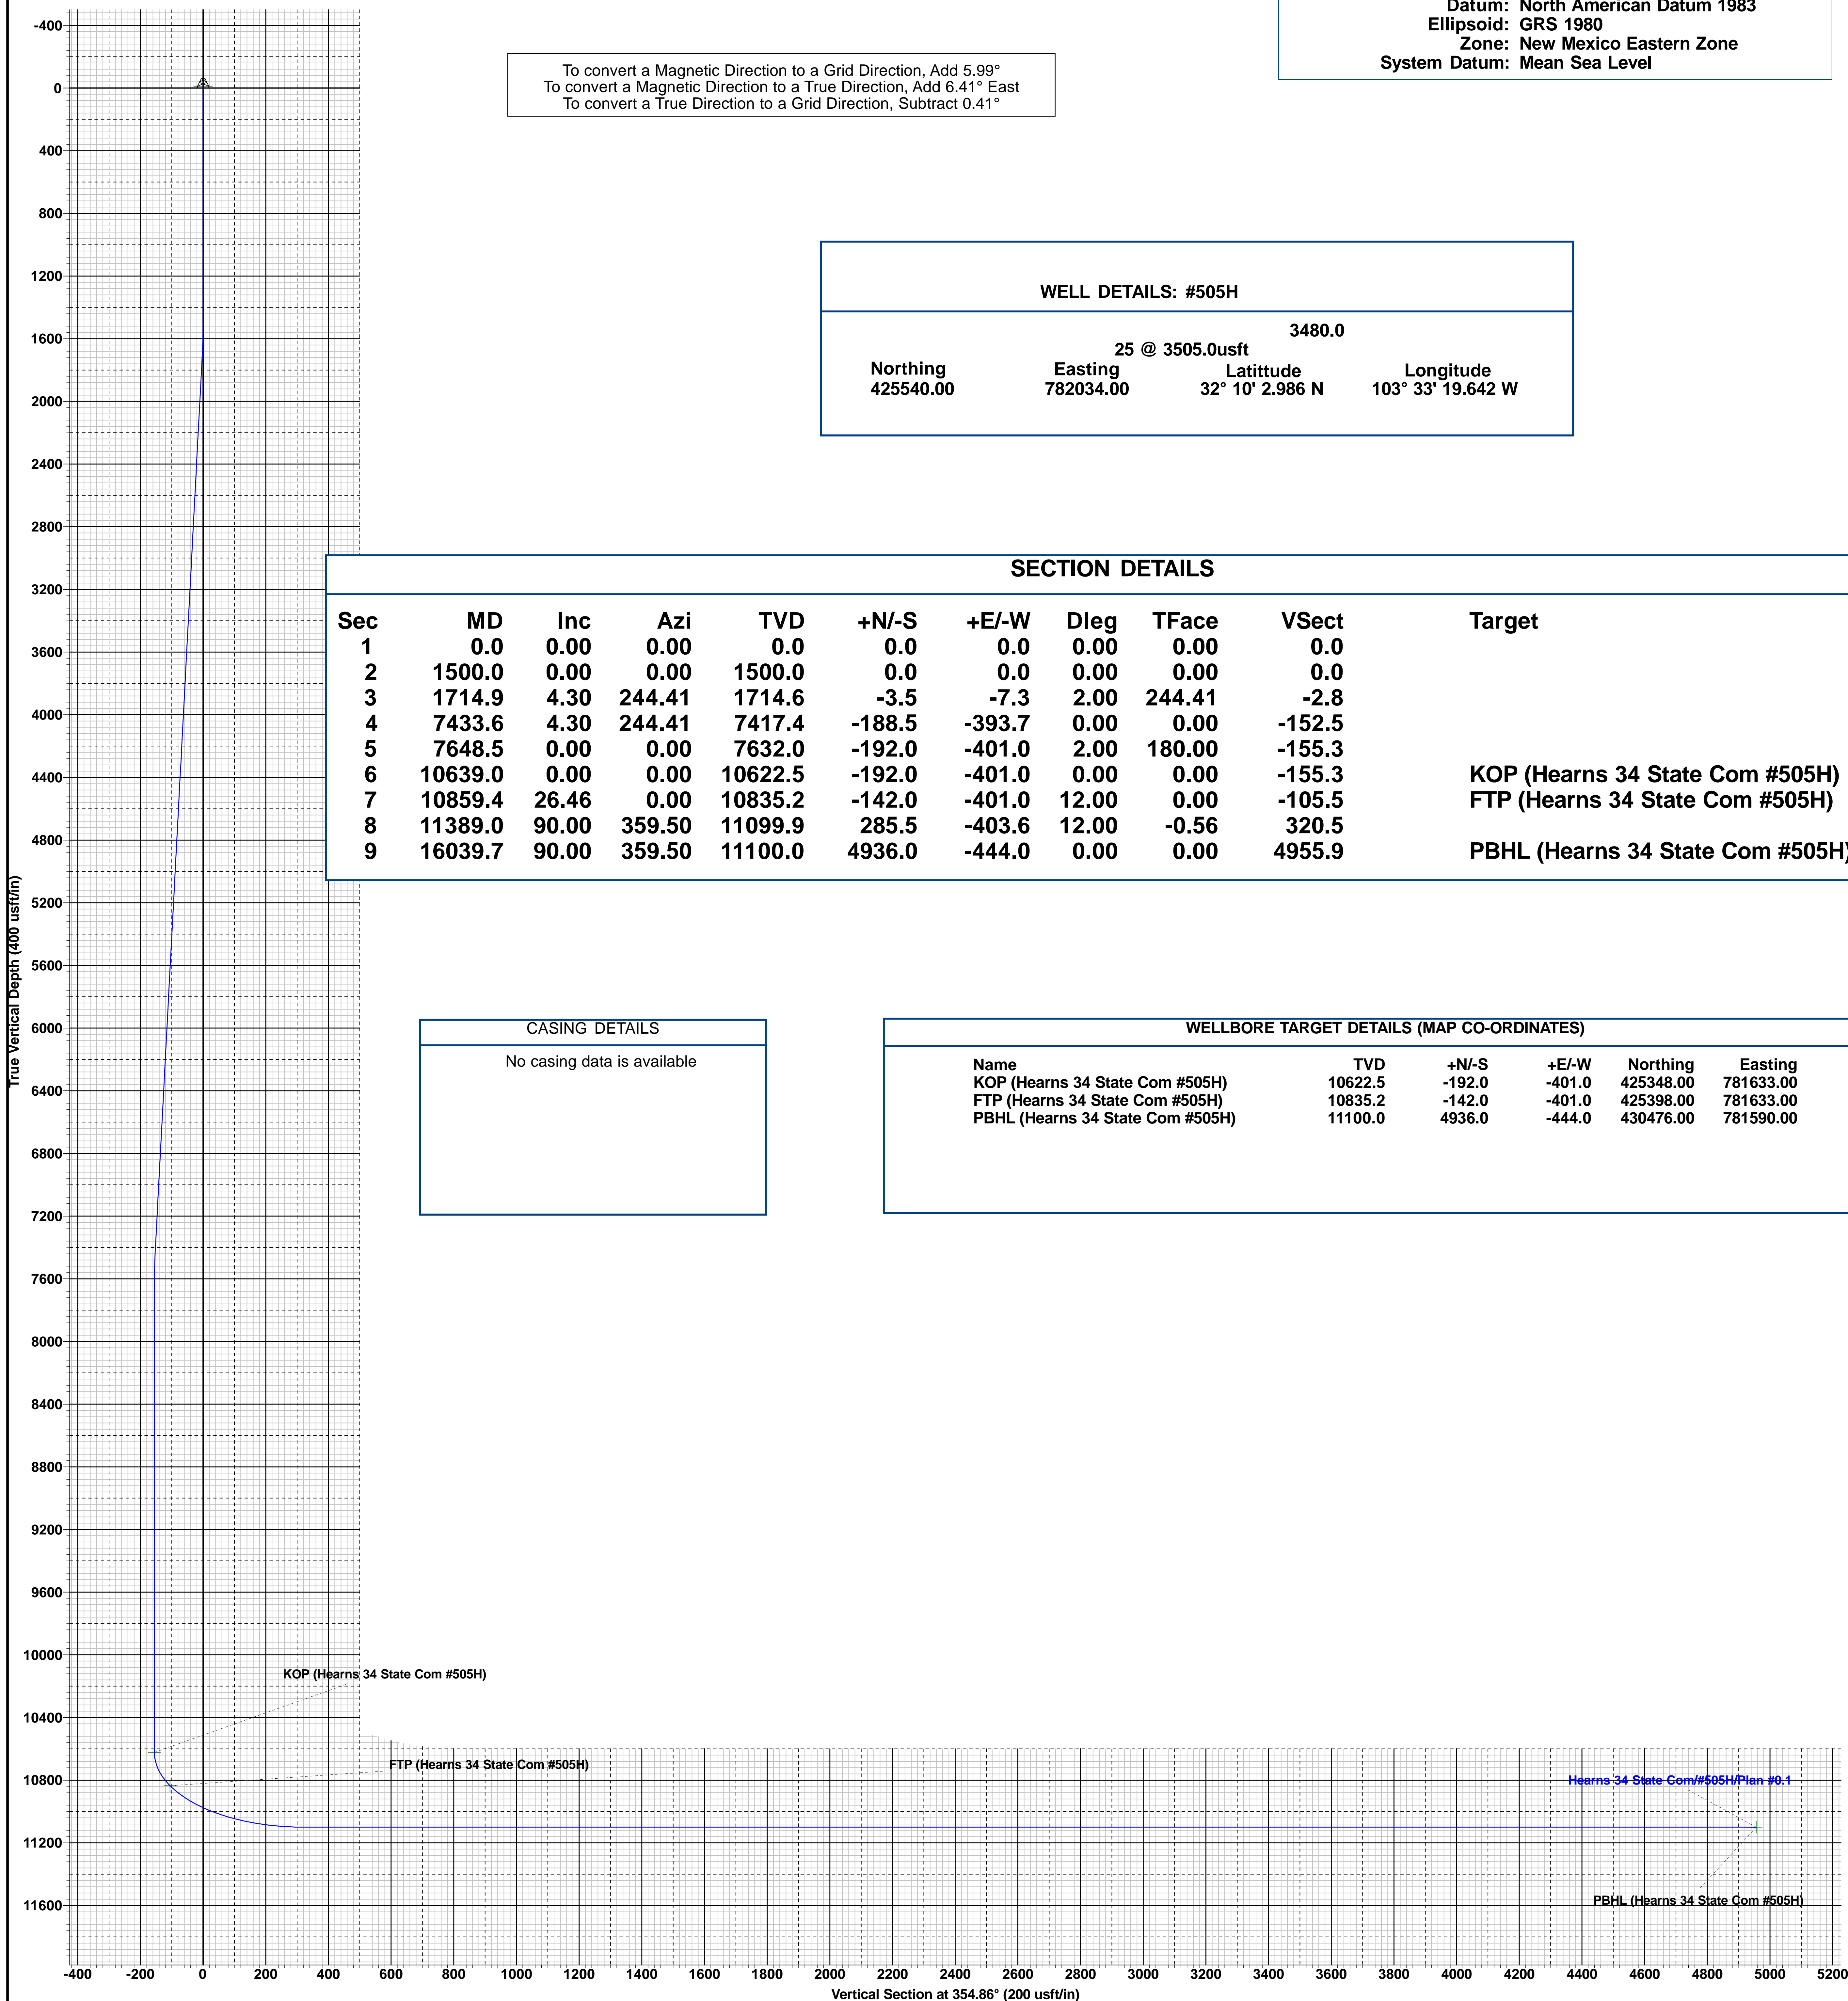 Datum: North American Datum 1983
Ellipsoid: GRS 1980
Zone: New Mexico Eastern Zone
System Datum: Mean Sea Level
To convert a Magnetic Direction to a Grid Direction, Add 5.99°
To convert a Magnetic Direction to a True Direction, Add 6.41° East
To convert a True Direction to a Grid Direction, Subtract 0.41°
WELL DETAILS: #505H
3480.0
25 @ 3505.0usft
Northing Easting Latittude Longitude
425540.00 782034.00 32° 10' 2.986 N 103° 33' 19.642 W
SECTION DETAILS
Sec MD Inc Azi TVD +N/-S +E/-W Dleg TFace VSect Target
1 0.0 0.00 0.00 0.0 0.0 0.0 0.00 0.00 0.0
2 1500.0 0.00 0.00 1500.0 0.0 0.0 0.00 0.00 0.0
3 1714.9 4.30 244.41 1714.6 -3.5 -7.3 2.00 244.41 -2.8
4 7433.6 4.30 244.41 7417.4 -188.5 -393.7 0.00 0.00 -152.5
5 7648.5 0.00 0.00 7632.0 -192.0 -401.0 2.00 180.00 -155.3
6 10639.0 0.00 0.00 10622.5 -192.0 -401.0 0.00 0.00 -155.3 KOP (Hearns 34 State Com #505H)
7 10859.4 26.46 0.00 10835.2 -142.0 -401.0 12.00 0.00 -105.5 FTP (Hearns 34 State Com #505H)
8 11389.0 90.00 359.50 11099.9 285.5 -403.6 12.00 -0.56 320.5
9 16039.7 90.00 359.50 11100.0 4936.0 -444.0 0.00 0.00 4955.9 PBHL (Hearns 34 State Com #505H)
CASING DETAILS
No casing data is available
WELLBORE TARGET DETAILS (MAP CO-ORDINATES)
Name TVD +N/-S +E/-W Northing Easting
KOP (Hearns 34 State Com #505H) 10622.5 -192.0 -401.0 425348.00 781633.00
FTP (Hearns 34 State Com #505H) 10835.2 -142.0 -401.0 425398.00 781633.00
PBHL (Hearns 34 State Com #505H) 11100.0 4936.0 -444.0 430476.00 781590.00
True Vertical Depth (400 usft/in)
-400
0
400
800
1200
1600
2000
2400
2800
3200
3600
4000
4400
4800
5200
5600
6000
6400
6800
7200
7600
8000
8400
8800
9200
9600
10000
10400
10800
11200
11600
KOP (Hearns 34 State Com #505H)
FTP (Hearns 34 State Com #505H)
Hearns 34 State Com/#505H/Plan #0.1
PBHL (Hearns 34 State Com #505H)
-400 -200 0 200 400 600 800 1000 1200 1400 1600 1800 2000 2200 2400 2600 2800 3000 3200 3400 3600 3800 4000 4200 4400 4600 4800 5000 5200
Vertical Section at 354.86° (200 usft/in)